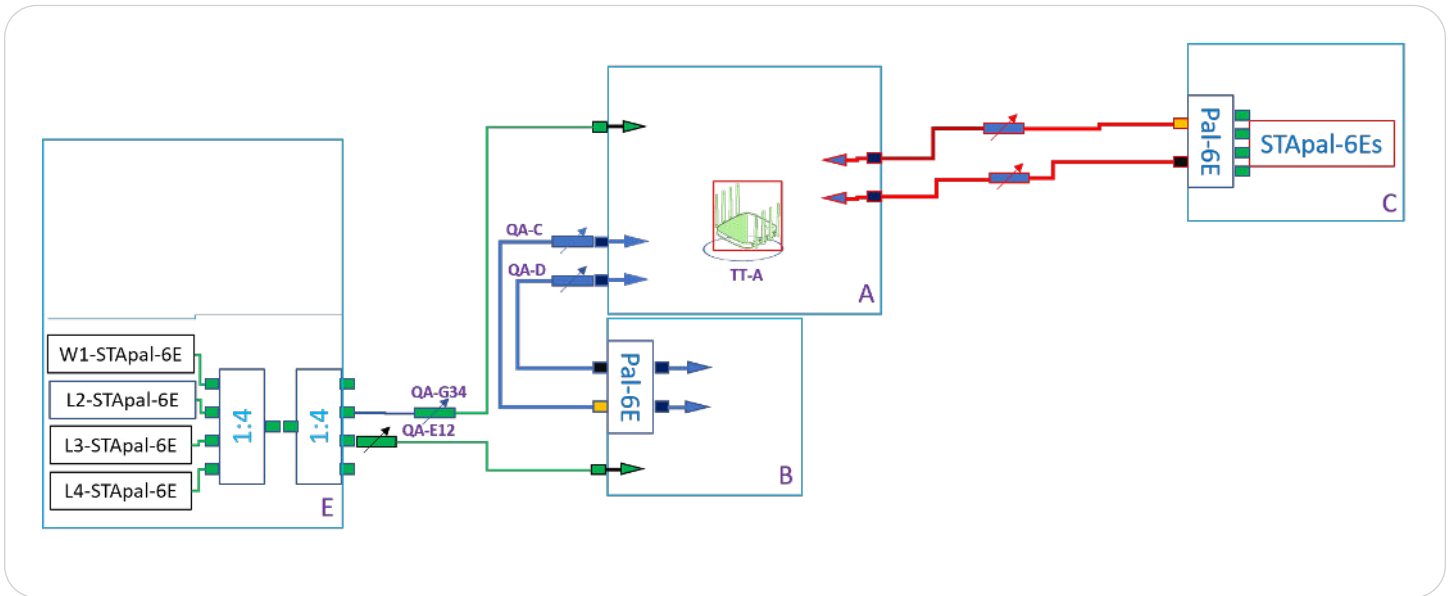 W1-STApal-6E
L2-STApal-6E
L3-STApal-6E
L4-STApal-6E
1:4
1:4
E
QA-G34
QA-E12
QA-C
QA-D
TT-A
A
Pal-6E
B
Pal-6E
STApal-6Es
C